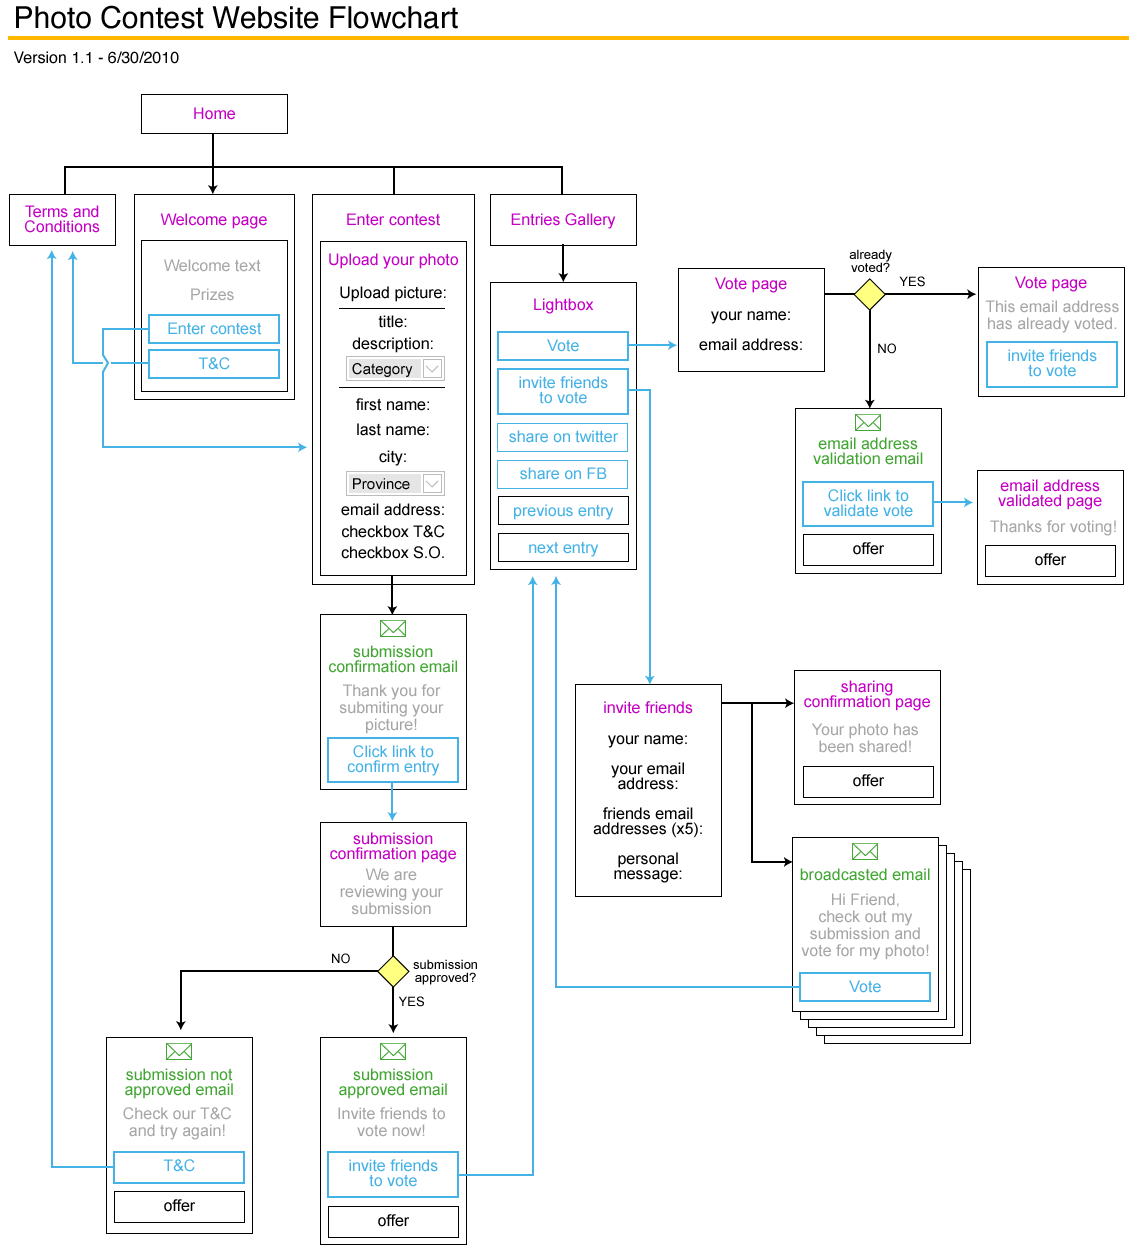 Photo Contest Website Flowchart
Version 1.1 - 6/30/2010
Home
Terms and
Conditions
Welcome page
Welcome text
Prizes
Enter contest
T&C
Enter contest
Upload your photo
Upload picture:
title:
description:
Category
first name:
last name:
city:
Province
email address:
checkbox T&C
checkbox S.O.
Entries Gallery
Lightbox
Vote
invite friends
to vote
share on twitter
share on FB
previous entry
next entry
Vote page
your name:
email address:
already
voted?
YES
NO
Vote page
This email address
has already voted.
invite friends
to vote
email address
validation email
Click link to
validate vote
offer
email address
validated page
Thanks for voting!
offer
submission
confirmation email
Thank you for
submiting your
picture!
Click link to
confirm entry
submission
confirmation page
We are
reviewing your
submission
submission
approved?
NO
YES
submission not
approved email
Check our T&C
and try again!
T&C
offer
submission
approved email
Invite friends to
vote now!
invite friends
to vote
offer
invite friends
your name:
your email
address:
friends email
addresses (x5):
personal
message:
sharing
confirmation page
Your photo has
been shared!
offer
broadcasted email
Hi Friend,
check out my
submission and
vote for my photo!
Vote